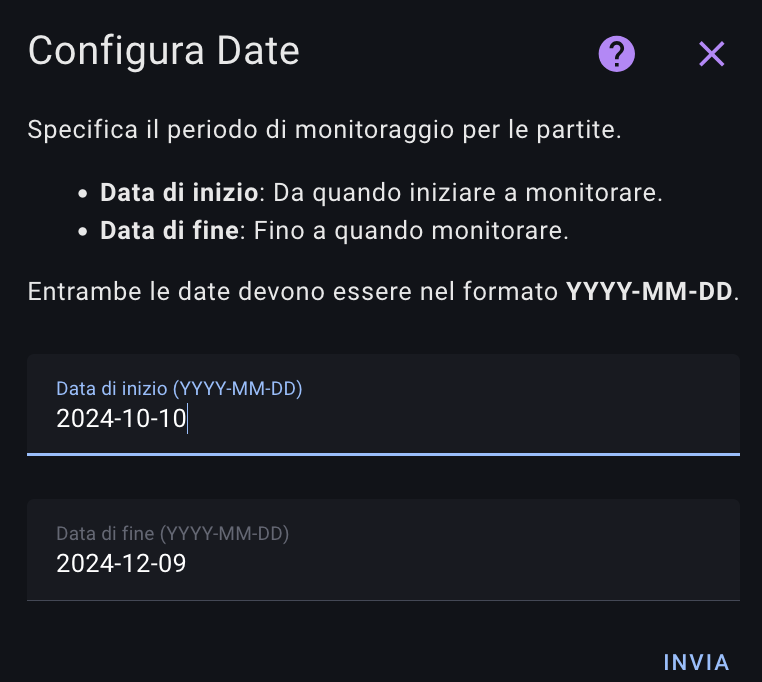 Configura Date
Specifica il periodo di monitoraggio per le partite.
• Data di inizio: Da quando iniziare a monitorare.
• Data di fine: Fino a quando monitorare.
Entrambe le date devono essere nel formato YYYY-MM-DD.
Data di inizio (YYYY-MM-DD)
2024-10-10
Data di fine (YYYY-MM-DD)
2024-12-09
INVIA